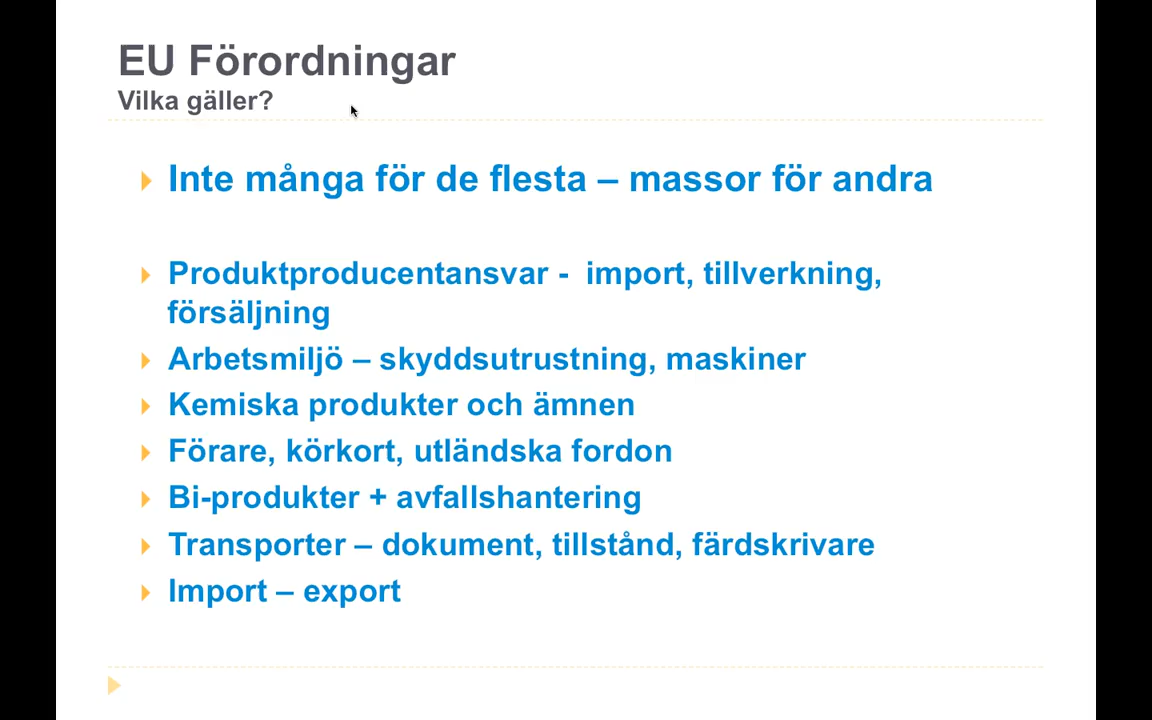 EU Förordningar
Vilka gäller?
Inte många för de flesta – massor för andra
Produktproducentansvar -  import, tillverkning,
försäljning
Arbetsmiljö – skyddsutrustning, maskiner
Kemiska produkter och ämnen
Förare, körkort, utländska fordon
Bi-produkter + avfallshantering
Transporter – dokument, tillstånd, färdskrivare
Import – export